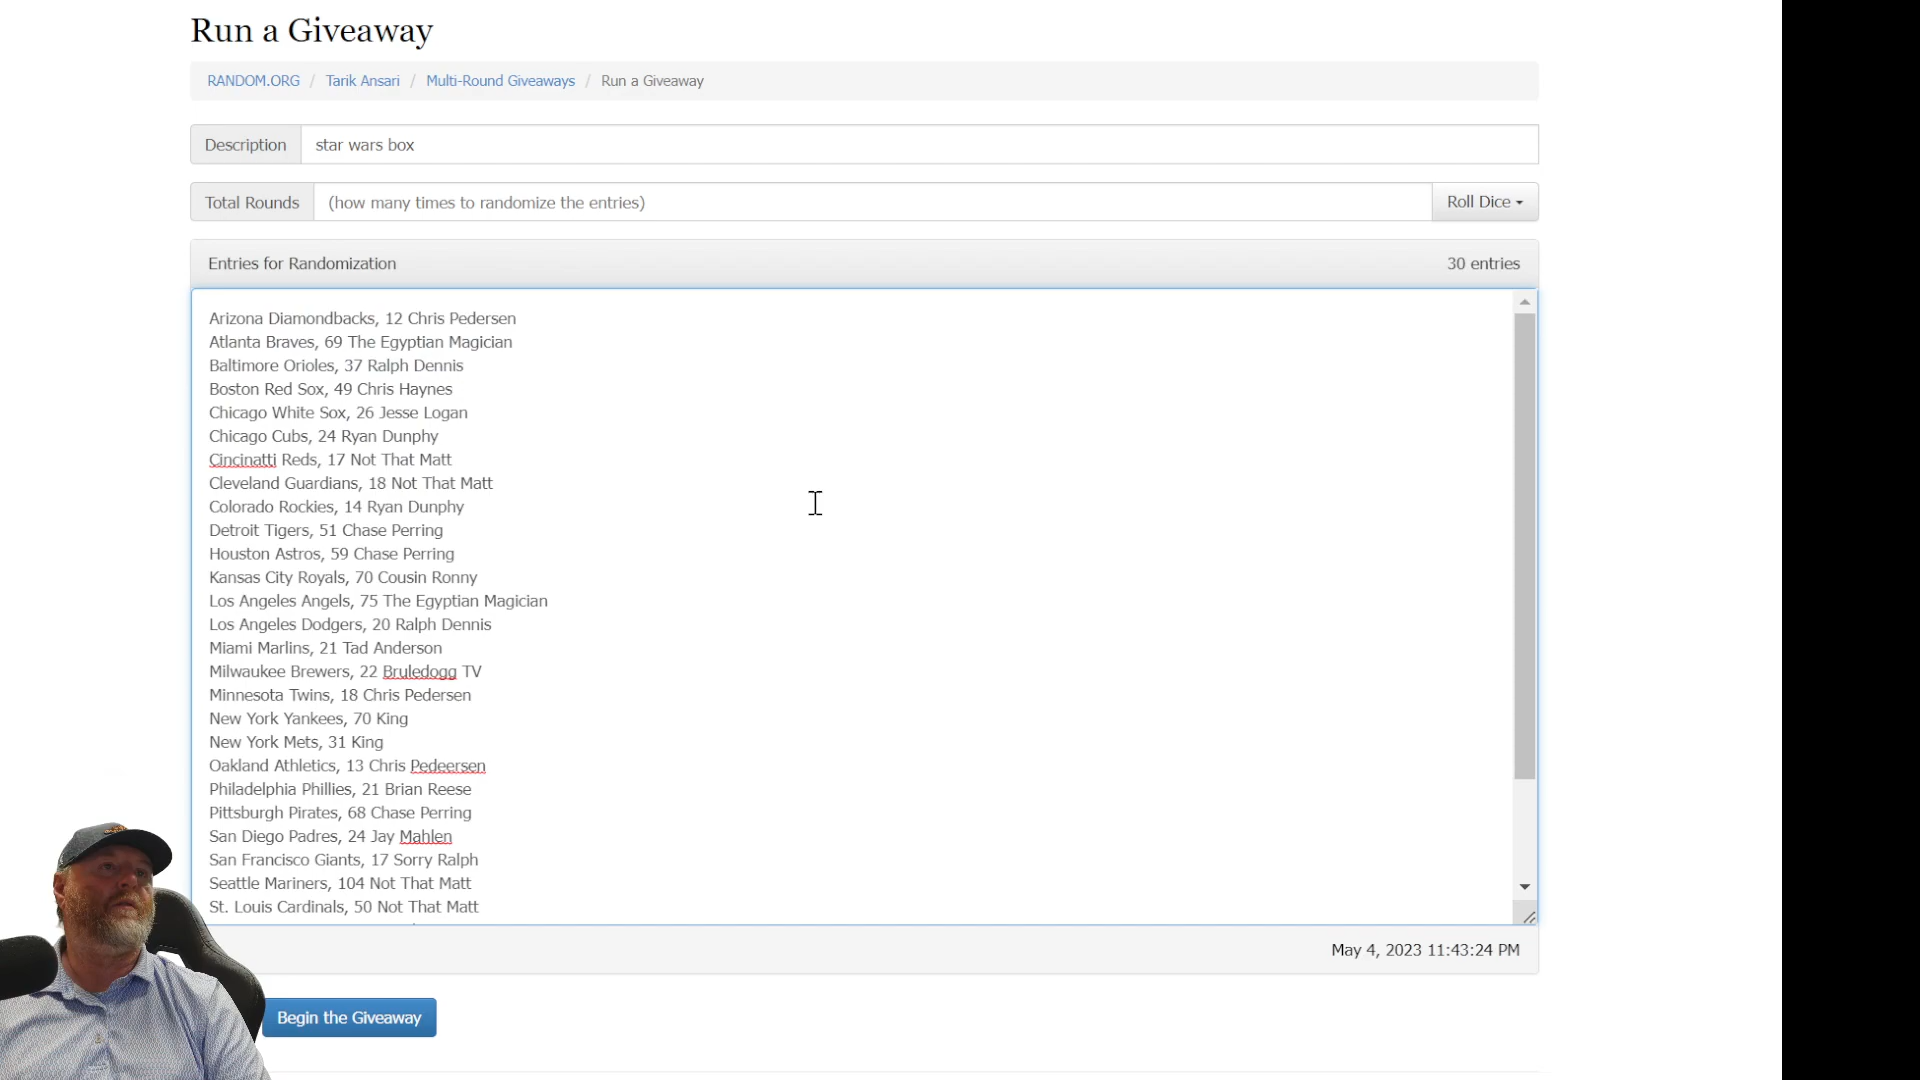 Run a Giveaway
RANDOM.ORG / Tarik Ansari / Multi-Round Giveaways / Run a Giveaway
Description star wars box
Total Rounds (how many times to randomize the entries) Roll Dice
Entries for Randomization 30 entries
Arizona Diamondbacks, 12 Chris Pedersen
Atlanta Braves, 69 The Egyptian Magician
Baltimore Orioles, 37 Ralph Dennis
Boston Red Sox, 49 Chris Haynes
Chicago White Sox, 26 Jesse Logan
Chicago Cubs, 24 Ryan Dunphy
Cincinatti Reds, 17 Not That Matt
Cleveland Guardians, 18 Not That Matt
Colorado Rockies, 14 Ryan Dunphy
Detroit Tigers, 51 Chase Perring
Houston Astros, 59 Chase Perring
Kansas City Royals, 70 Cousin Ronny
Los Angeles Angels, 75 The Egyptian Magician
Los Angeles Dodgers, 20 Ralph Dennis
Miami Marlins, 21 Tad Anderson
Milwaukee Brewers, 22 Bruledogg TV
Minnesota Twins, 18 Chris Pedersen
New York Yankees, 70 King
New York Mets, 31 King
Oakland Athletics, 13 Chris Pedeersen
Philadelphia Phillies, 21 Brian Reese
Pittsburgh Pirates, 68 Chase Perring
San Diego Padres, 24 Jay Mahlen
San Francisco Giants, 17 Sorry Ralph
Seattle Mariners, 104 Not That Matt
St. Louis Cardinals, 50 Not That Matt
May 4, 2023 11:43:24 PM
Begin the Giveaway